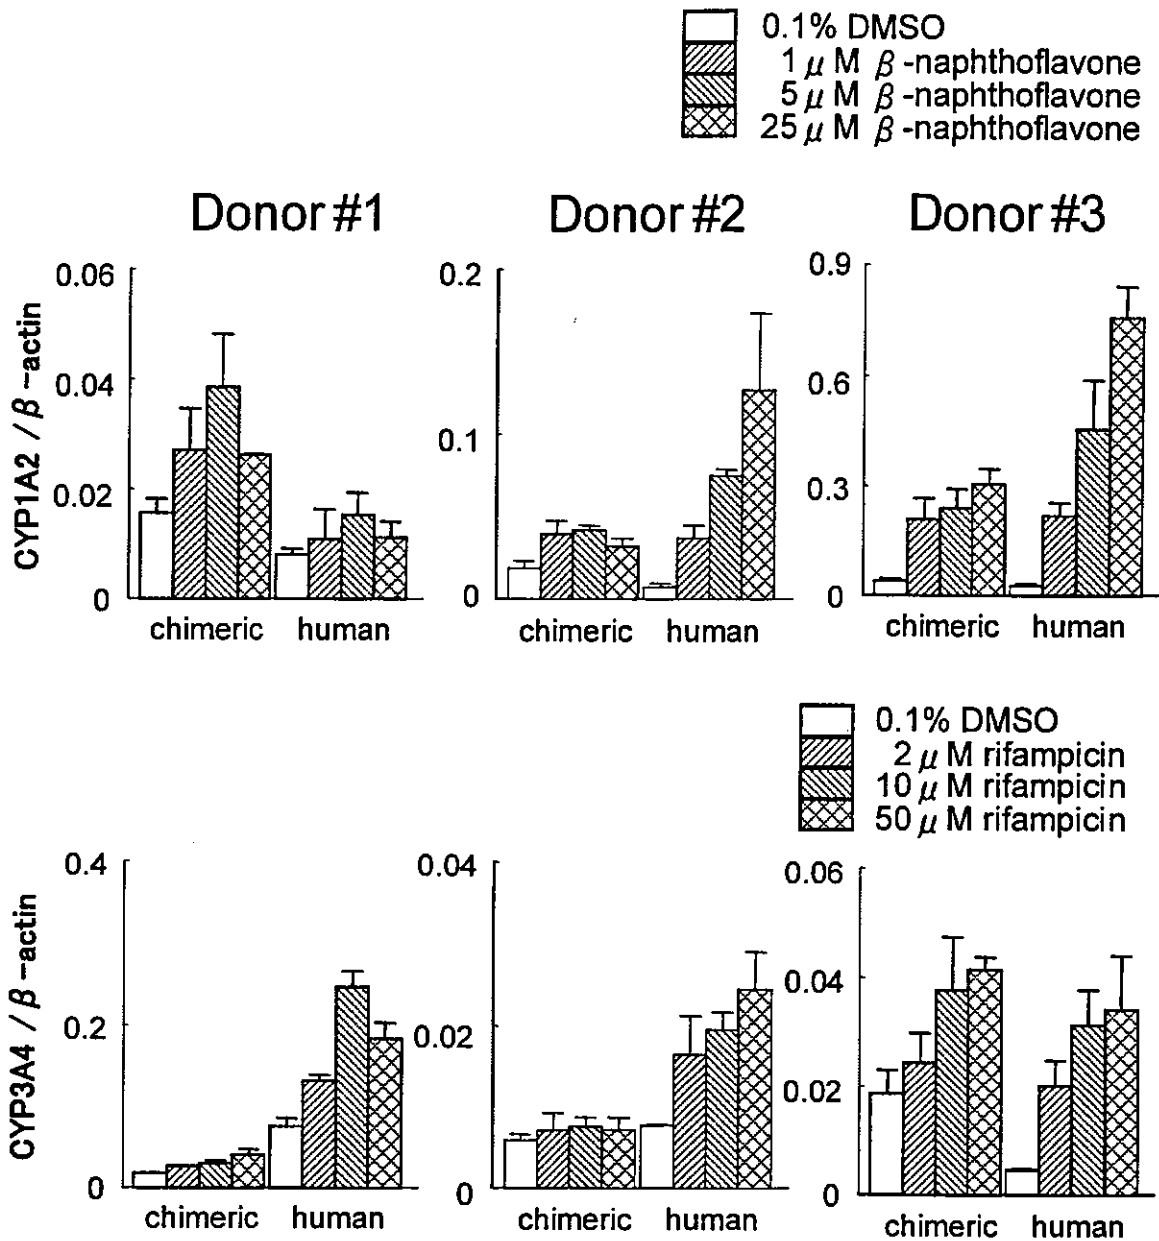 0.1% DMSO
1 μ M β -naphthoflavone
5 μ M β -naphthoflavone
25 μ M β -naphthoflavone
Donor #1
Donor #2
Donor #3
CYP1A2 / β -actin
0.06
0.04
0.02
0
chimeric human
0.2
0.1
0
chimeric human
0.9
0.6
0.3
0
chimeric human
0.1% DMSO
2 μ M rifampicin
10 μ M rifampicin
50 μ M rifampicin
CYP3A4 / β -actin
0.4
0.2
0
chimeric human
0.04
0.02
0
chimeric human
0.06
0.04
0.02
0
chimeric human